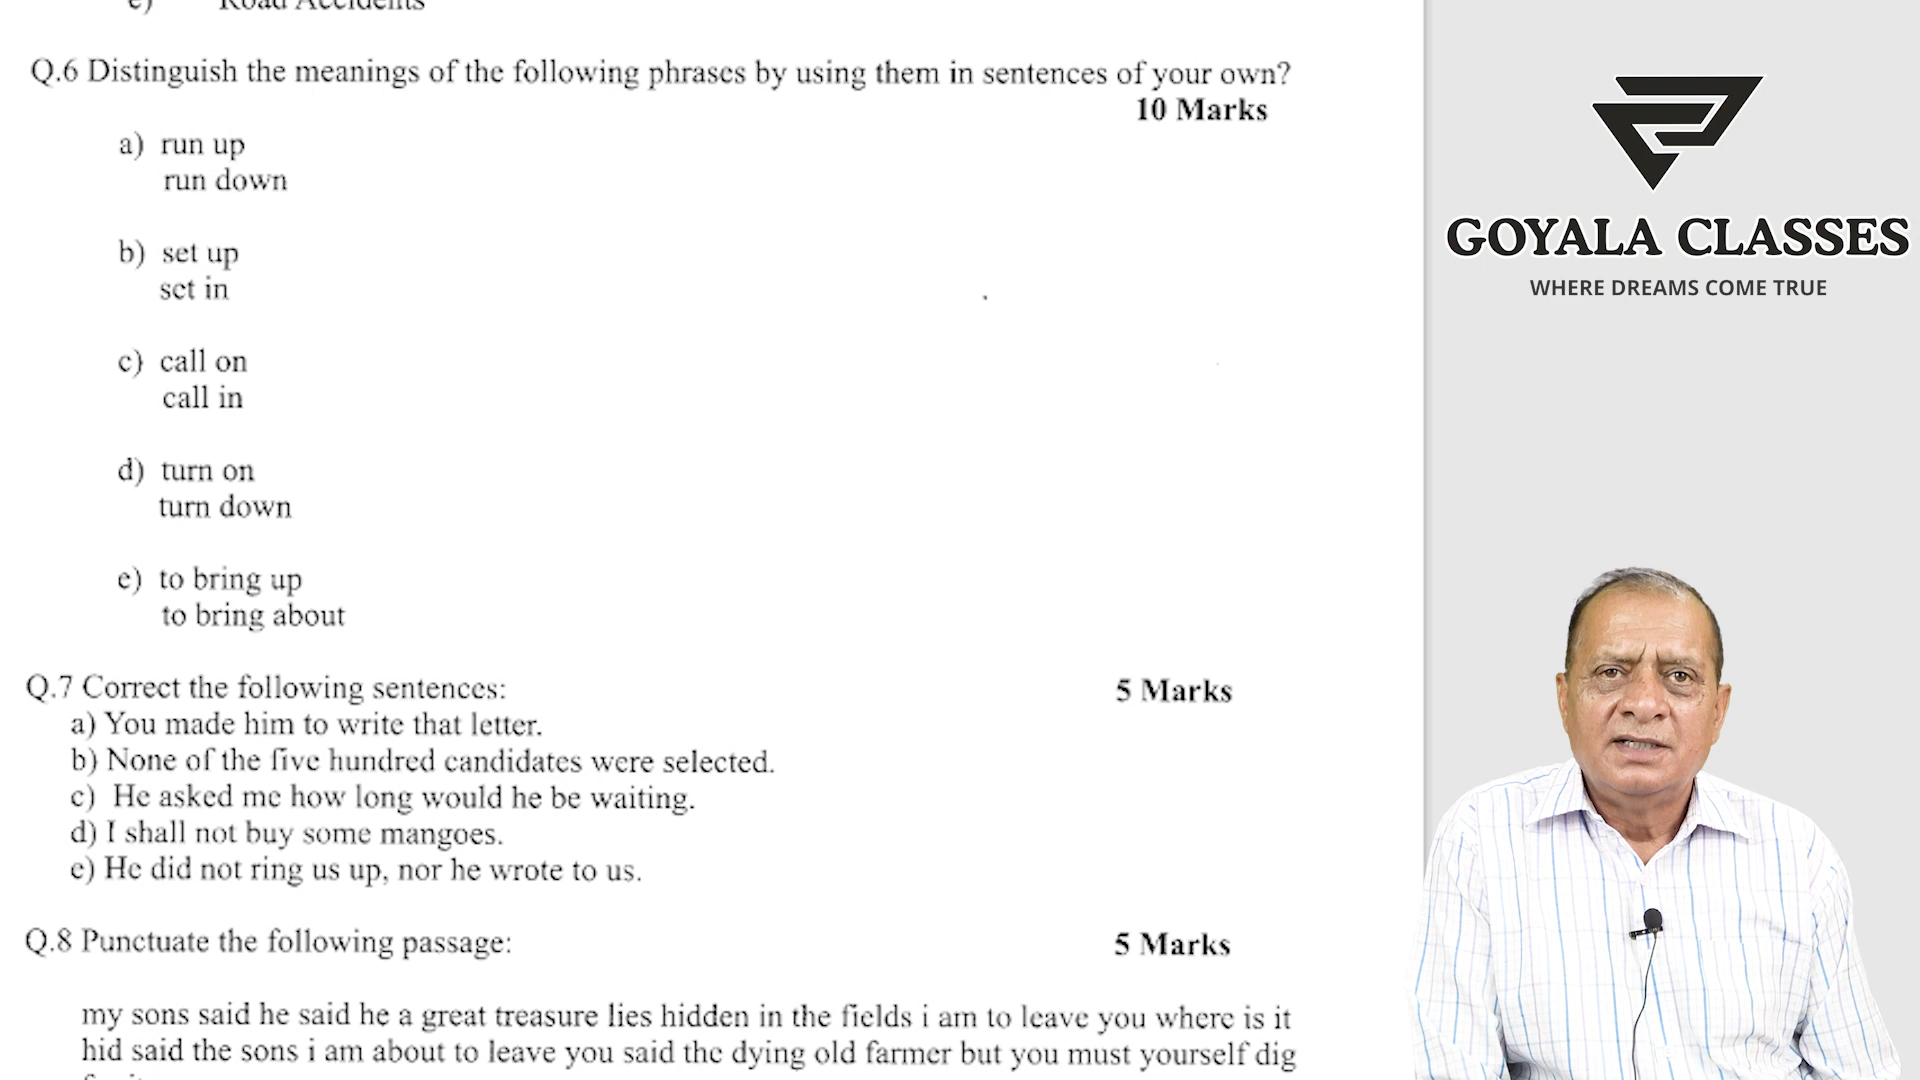 e) Road Accidents
Q.6 Distinguish the meanings of the following phrases by using them in sentences of your own?
10 Marks
a) run up
run down
b) set up
set in
c) call on
call in
d) turn on
turn down
e) to bring up
to bring about
Q.7 Correct the following sentences:
5 Marks
a) You made him to write that letter.
b) None of the five hundred candidates were selected.
c) He asked me how long would he be waiting.
d) I shall not buy some mangoes.
e) He did not ring us up, nor he wrote to us.
Q.8 Punctuate the following passage:
5 Marks
my sons said he said he a great treasure lies hidden in the fields i am to leave you where is it
hid said the sons i am about to leave you said the dying old farmer but you must yourself dig
GOYALA CLASSES
WHERE DREAMS COME TRUE